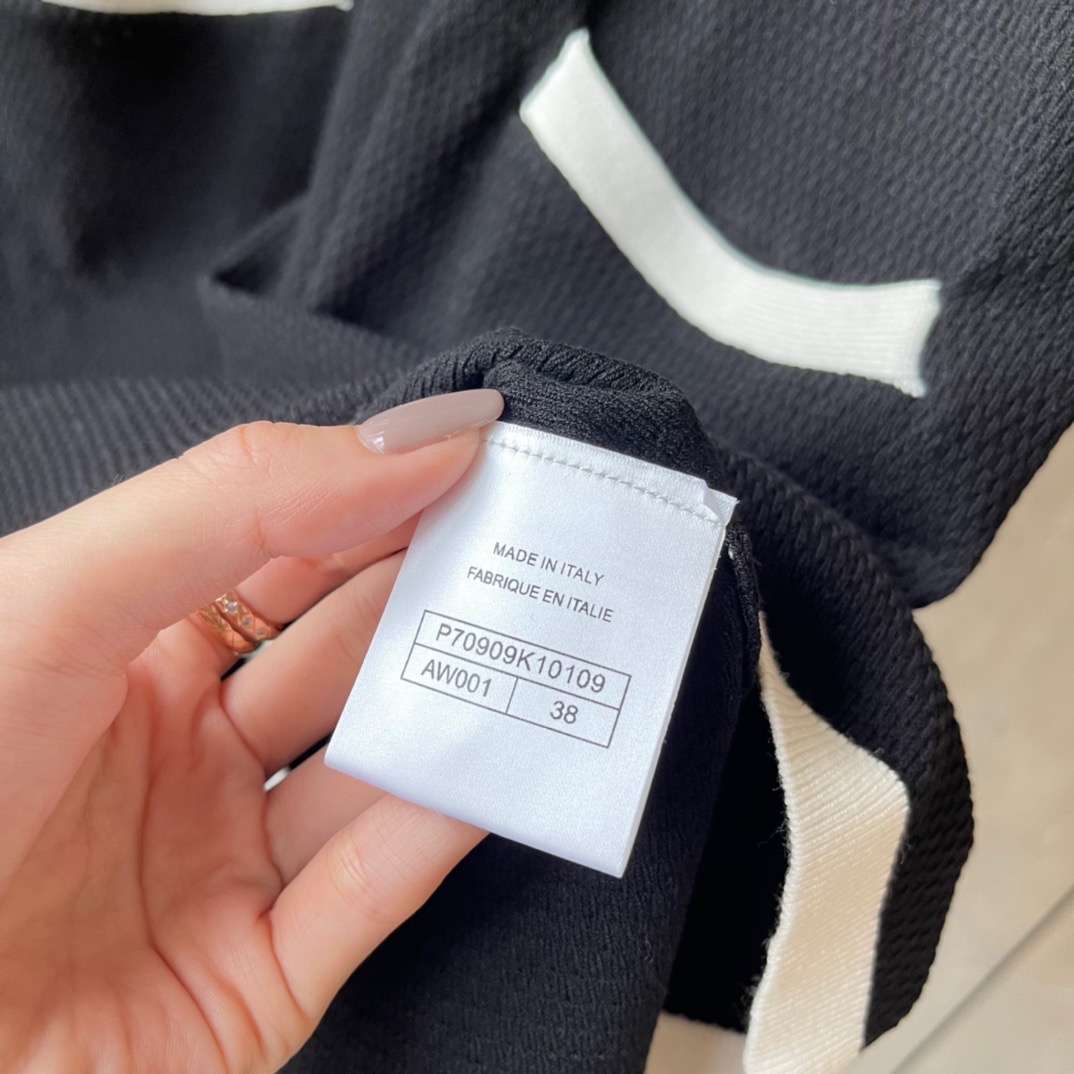 MADE IN ITALY
FABRIQUE EN ITALIE
P70909K10109
AW001 38